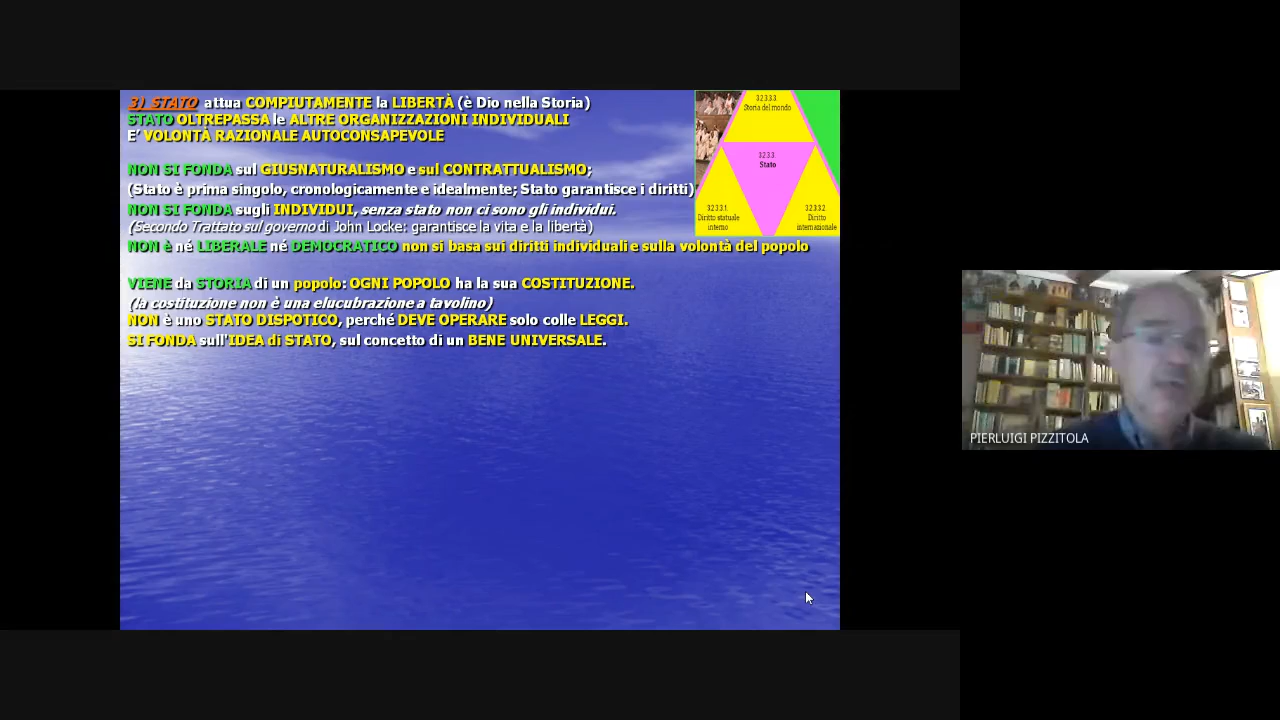 3) STATO attua COMPIUTAMENTE la LIBERTÀ (è Dio nella Storia)
STATO OLTREPASSA le ALTRE ORGANIZZAZIONI INDIVIDUALI
E' VOLONTÀ RAZIONALE AUTOCONSAPEVOLE
NON SI FONDA sul GIUSNATURALISMO e sul CONTRATTUALISMO;
(Stato è prima singolo, cronologicamente e idealmente; Stato garantisce i diritti)
NON SI FONDA sugli INDIVIDUI, senza stato non ci sono gli individui.
(Secondo Trattato sul governo di John Locke: garantisce la vita e la libertà)
NON è né LIBERALE né DEMOCRATICO non si basa sui diritti individuali e sulla volontà del popolo
VIENE da STORIA di un popolo: OGNI POPOLO ha la sua COSTITUZIONE.
(la costituzione non è una elucubrazione a tavolino)
NON è uno STATO DISPOTICO, perché DEVE OPERARE solo colle LEGGI.
SI FONDA sull'IDEA di STATO, sul concetto di un BENE UNIVERSALE.
3.2.3.3.3.
Storia del mondo
3.2.3.3.
Stato
3.2.3.3.1.
Diritto statuale
interno
3.2.3.3.2.
Diritto
internazionale
PIERLUIGI PIZZITOLA